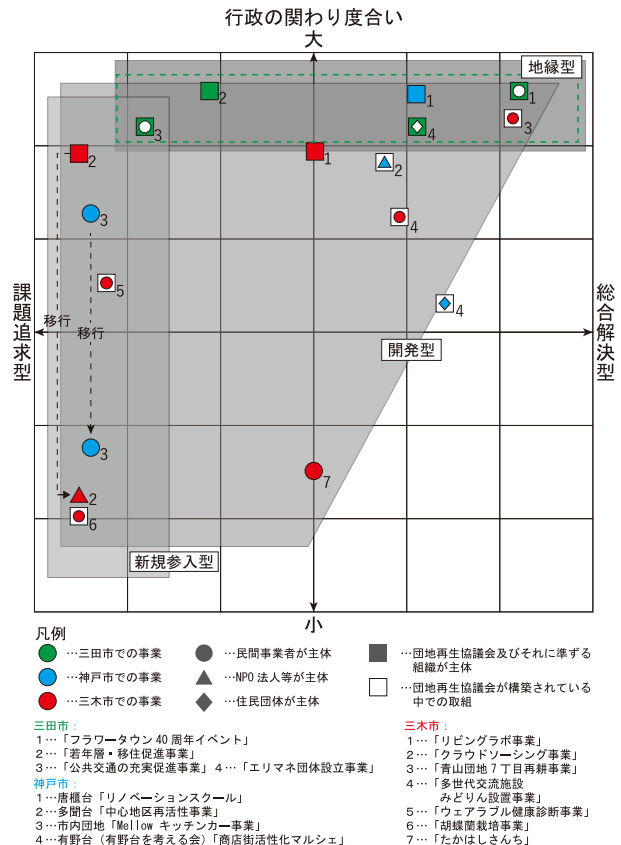 行政の関わり度合い
大
地縁型
2
1
1
3
4
3
2
1
2
3
4
5
4
課題追求型
総合解決型
移行
移行
開発型
3
7
2
6
新規参入型
小
凡例
…三田市での事業
…民間事業者が主体
…団地再生協議会及びそれに準ずる
組織が主体
…神戸市での事業
…NPO法人等が主体
…団地再生協議会が構築されている
中での取組
…三木市での事業
…住民団体が主体
三田市：
1…「フラワータウン40周年イベント」
2…「若年層・移住促進事業」
3…「公共交通の充実促進事業」4…「エリマネ団体設立事業」
神戸市：
1…唐櫃台「リノベーションスクール」
2…多聞台「中心地区再活性事業」
3…市内団地「Mellow キッチンカー事業」
4…有野台（有野台を考える会）「商店街活性化マルシェ」
三木市：
1…「リビングラボ事業」
2…「クラウドソーシング事業」
3…「青山団地7丁目再耕事業」
4…「多世代交流施設
みどりん設置事業」
5…「ウェアラブル健康診断事業」
6…「胡蝶蘭栽培事業」
7…「たかはしさんち」